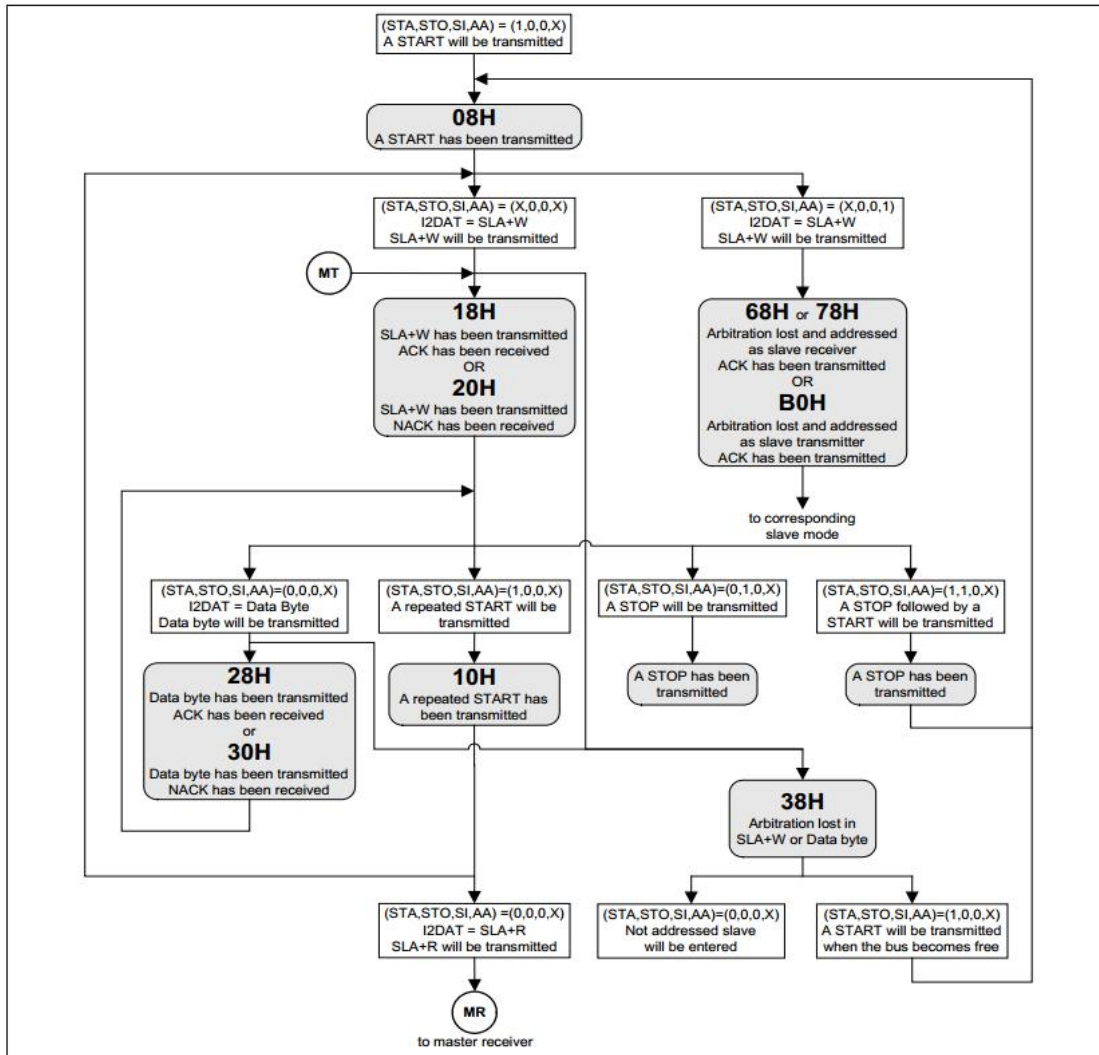 (STA,STO,SI,AA) = (1,0,0,X)
A START will be transmitted
08H
A START has been transmitted
(STA,STO,SI,AA) = (X,0,0,X)
I2DAT = SLA+W
SLA+W will be transmitted
(STA,STO,SI,AA) = (X,0,0,1)
I2DAT = SLA+W
SLA+W will be transmitted
MT
18H
SLA+W has been transmitted
ACK has been received
OR
20H
SLA+W has been transmitted
NACK has been received
68H or 78H
Arbitration lost and addressed
as slave receiver
ACK has been transmitted
OR
B0H
Arbitration lost and addressed
as slave transmitter
ACK has been transmitted
to corresponding
slave mode
(STA,STO,SI,AA)=(0,0,0,X)
I2DAT = Data Byte
Data byte will be transmitted
(STA,STO,SI,AA)=(1,0,0,X)
A repeated START will be
transmitted
(STA,STO,SI,AA)=(0,1,0,X)
A STOP will be transmitted
(STA,STO,SI,AA)=(1,1,0,X)
A STOP followed by a
START will be transmitted
28H
Data byte has been transmitted
ACK has been received
or
30H
Data byte has been transmitted
NACK has been received
10H
A repeated START has
been transmitted
A STOP has been
transmitted
A STOP has been
transmitted
38H
Arbitration lost in
SLA+W or Data byte
(STA,STO,SI,AA) =(0,0,0,X)
I2DAT = SLA+R
SLA+R will be transmitted
(STA,STO,SI,AA)=(0,0,0,X)
Not addressed slave
will be entered
(STA,STO,SI,AA)=(1,0,0,X)
A START will be transmitted
when the bus becomes free
MR
to master receiver